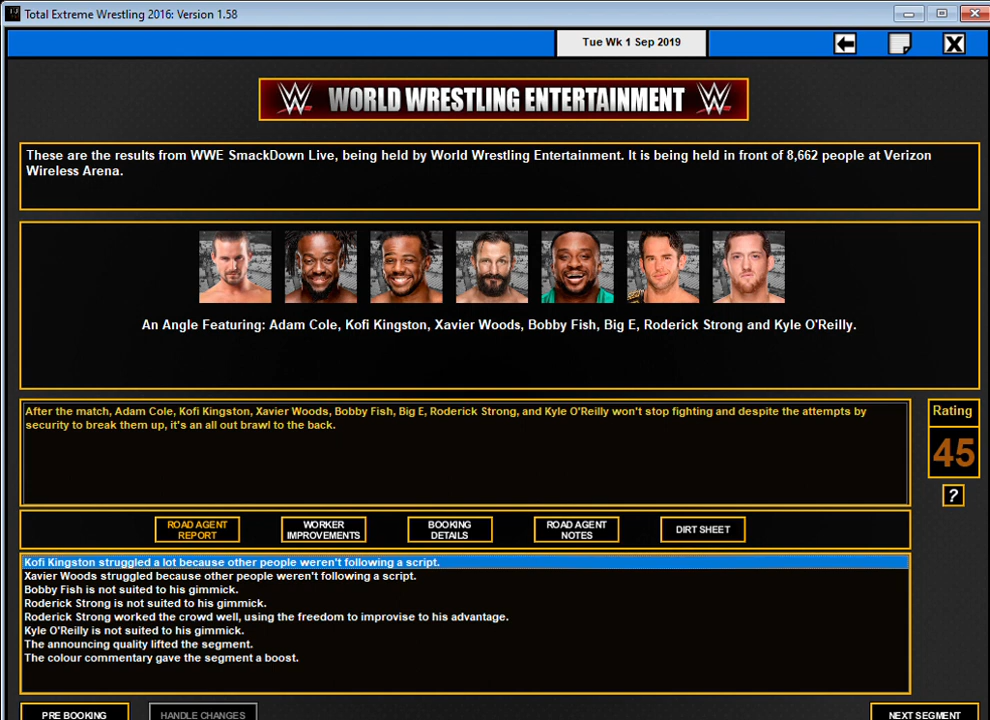 Total Extreme Wrestling 2016: Version 1.58
Tue Wk 1 Sep 2019
WORLD WRESTLING ENTERTAINMENT
These are the results from WWE SmackDown Live, being held by World Wrestling Entertainment. It is being held in front of 8,662 people at Verizon
Wireless Arena.
An Angle Featuring: Adam Cole, Kofi Kingston, Xavier Woods, Bobby Fish, Big E, Roderick Strong and Kyle O'Reilly.
After the match, Adam Cole, Kofi Kingston, Xavier Woods, Bobby Fish, Big E, Roderick Strong, and Kyle O'Reilly won't stop fighting and despite the attempts by
security to break them up, it's an all out brawl to the back.
Rating
45
?
ROAD AGENT
REPORT
WORKER
IMPROVEMENTS
BOOKING
DETAILS
ROAD AGENT
NOTES
DIRT SHEET
Kofi Kingston struggled a lot because other people weren't following a script.
Xavier Woods struggled because other people weren't following a script.
Bobby Fish is not suited to his gimmick.
Roderick Strong is not suited to his gimmick.
Roderick Strong worked the crowd well, using the freedom to improvise to his advantage.
Kyle O'Reilly is not suited to his gimmick.
The announcing quality lifted the segment.
The colour commentary gave the segment a boost.
PRE BOOKING
HANDLE CHANGES
NEXT SEGMENT